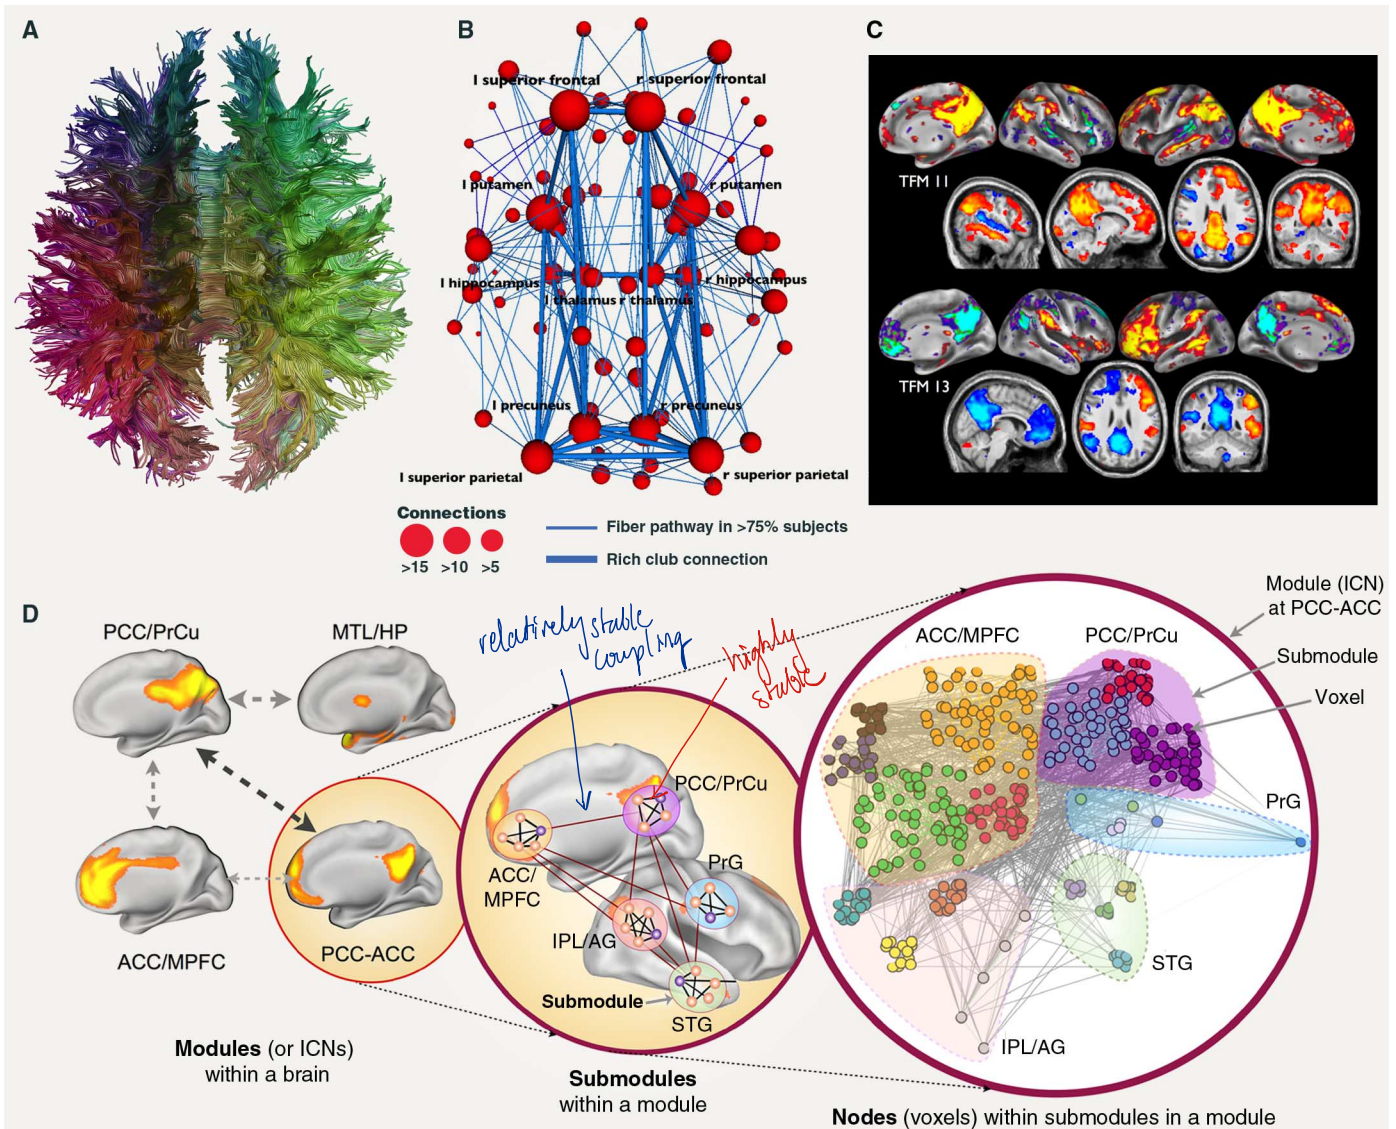 A
B
C
l superior frontal
r superior frontal
l putamen
r putamen
l hippocampus
r hippocampus
l thalamus
r thalamus
l precuneus
r precuneus
l superior parietal
r superior parietal
Connections
>15
>10
>5
Fiber pathway in >75% subjects
Rich club connection
TFM 11
TFM 13
D
PCC/PrCu
MTL/HP
ACC/MPFC
PCC-ACC
Modules (or ICNs)
within a brain
relatively stable
coupling
highly
stable
PCC/PrCu
ACC/
MPFC
PrG
IPL/AG
Submodule
STG
Submodules
within a module
ACC/MPFC
PCC/PrCu
Module (ICN)
at PCC-ACC
Submodule
Voxel
PrG
STG
IPL/AG
Nodes (voxels) within submodules in a module